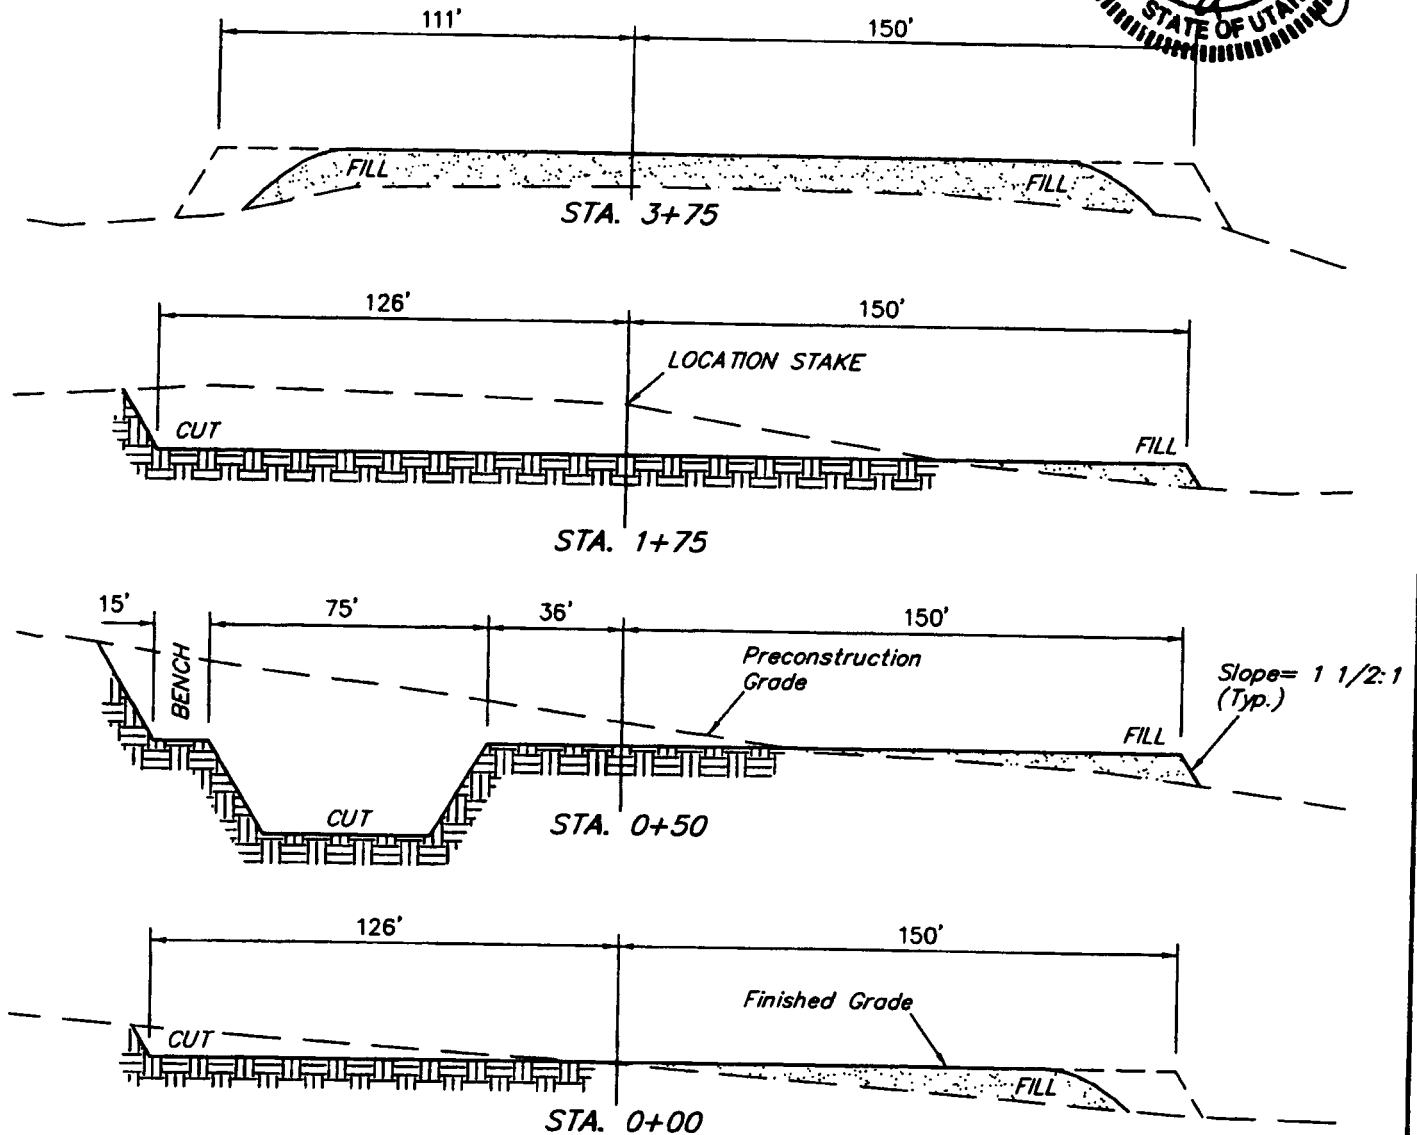 STATE OF UTAH
111'
150'
FILL
FILL
STA. 3+75
126'
150'
LOCATION STAKE
CUT
FILL
STA. 1+75
15'
75'
36'
150'
BENCH
Preconstruction
Grade
Slope= 1 1/2:1
(Typ.)
FILL
CUT
STA. 0+50
126'
150'
Finished Grade
CUT
FILL
STA. 0+00